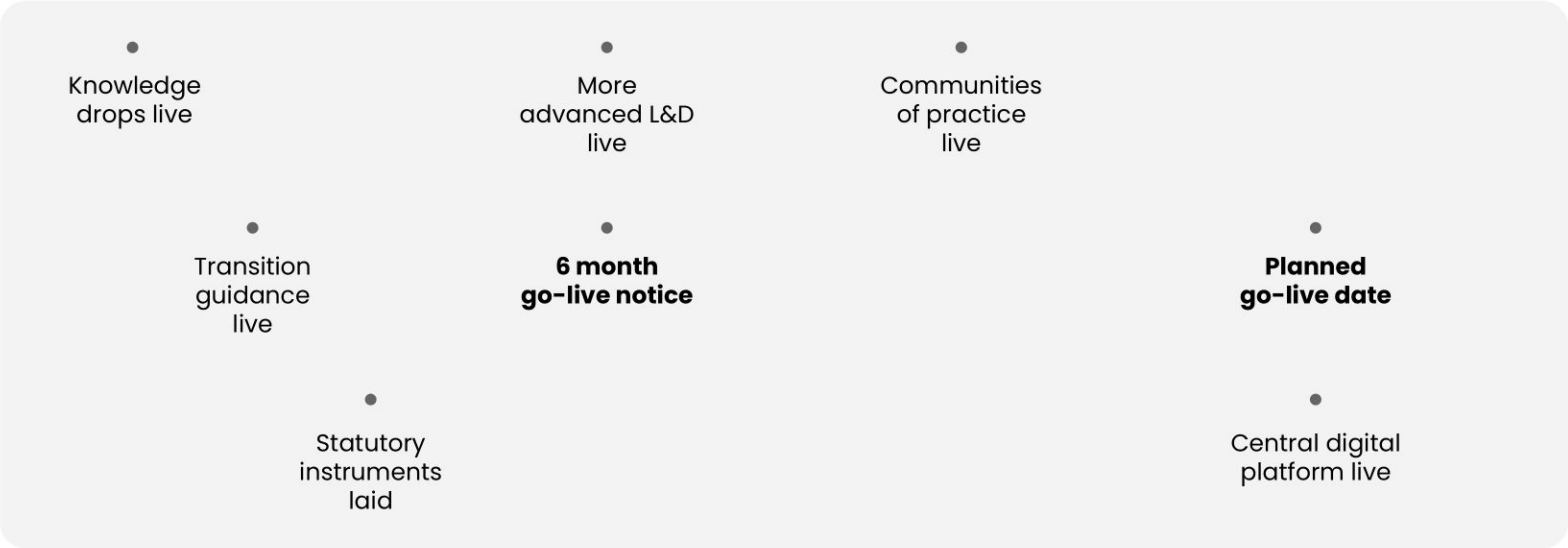 Knowledge
drops live
More
advanced L&D
live
Communities
of practice
live
Transition
guidance
live
6 month
go-live notice
Planned
go-live date
Statutory
instruments
laid
Central digital
platform live